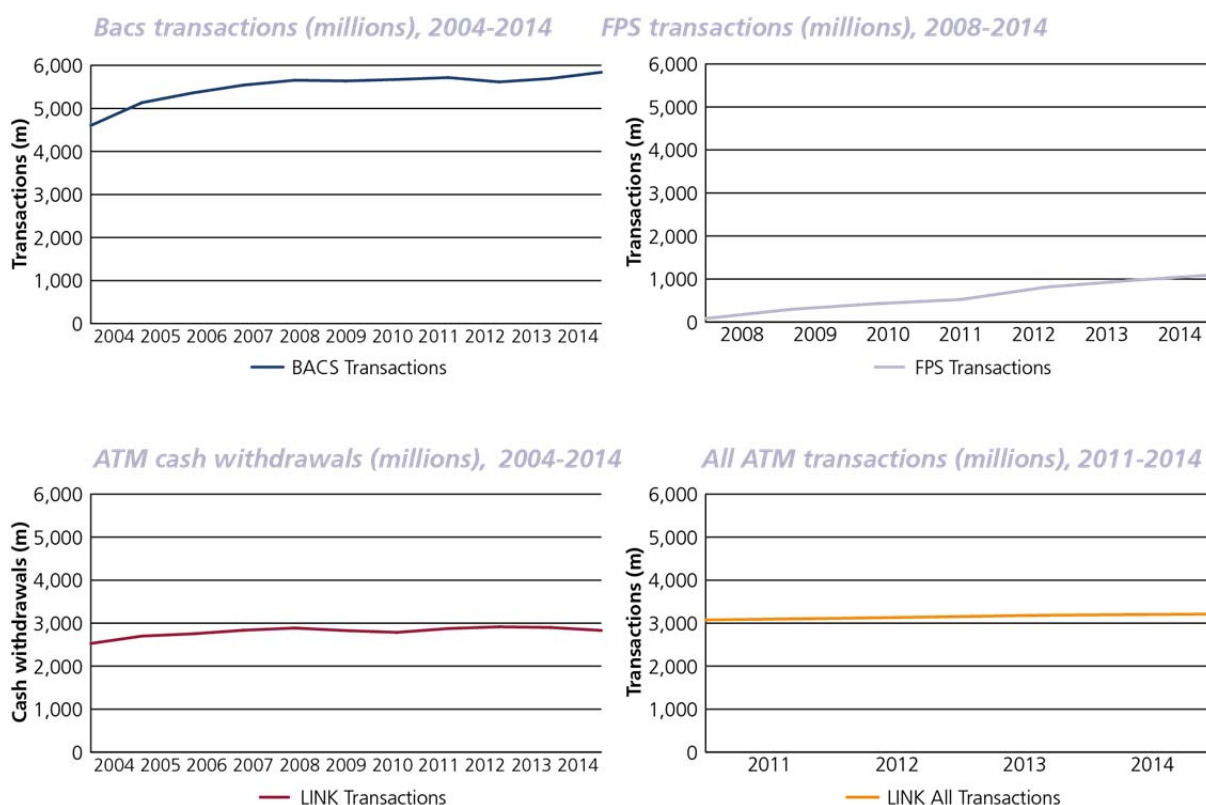 Bacs transactions (millions), 2004-2014
6,000
5,000
4,000
3,000
2,000
1,000
0
Transactions (m)
2004 2005 2006 2007 2008 2009 2010 2011 2012 2013 2014
BACS Transactions
FPS transactions (millions), 2008-2014
6,000
5,000
4,000
3,000
2,000
1,000
0
Transactions (m)
2008 2009 2010 2011 2012 2013 2014
FPS Transactions
ATM cash withdrawals (millions), 2004-2014
6,000
5,000
4,000
3,000
2,000
1,000
0
Cash withdrawals (m)
2004 2005 2006 2007 2008 2009 2010 2011 2012 2013 2014
LINK Transactions
All ATM transactions (millions), 2011-2014
6,000
5,000
4,000
3,000
2,000
1,000
0
Transactions (m)
2011 2012 2013 2014
LINK All Transactions